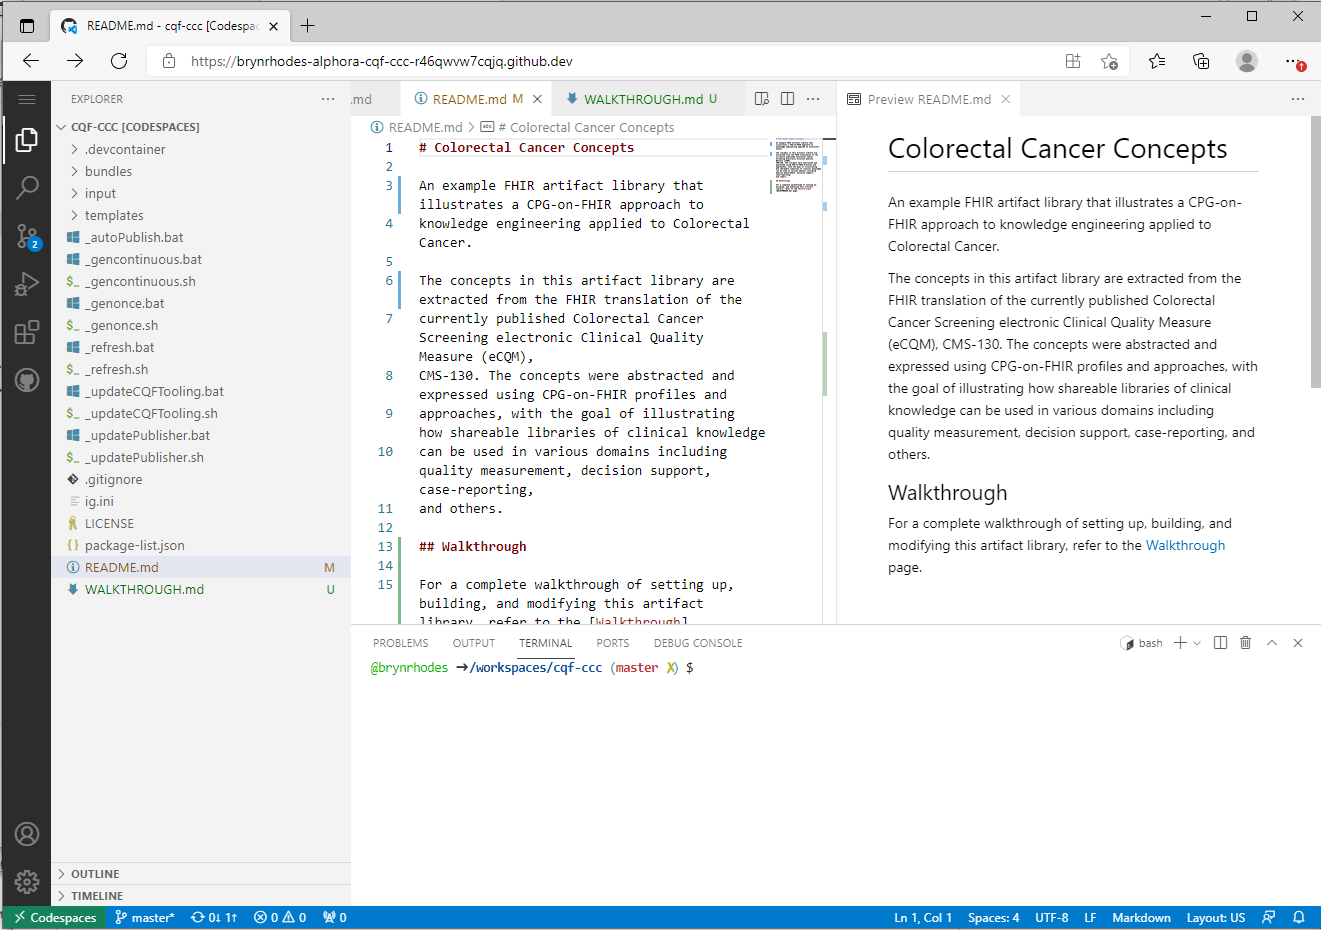 README.md - cqf-ccc [Codespac
https://brynrhodes-alphora-cqf-ccc-r46qwvw7cqjq.github.dev
EXPLORER
CQF-CCC [CODESPACES]
.devcontainer
bundles
input
templates
_autoPublish.bat
_gencontinuous.bat
_gencontinuous.sh
_genonce.bat
_genonce.sh
_refresh.bat
_refresh.sh
_updateCQFTooling.bat
_updateCQFTooling.sh
_updatePublisher.bat
_updatePublisher.sh
.gitignore
ig.ini
LICENSE
package-list.json
README.md M
WALKTHROUGH.md U
OUTLINE
TIMELINE
2
.md README.md M WALKTHROUGH.md U
README.md > # Colorectal Cancer Concepts
1 # Colorectal Cancer Concepts
2
3 An example FHIR artifact library that
illustrates a CPG-on-FHIR approach to
4 knowledge engineering applied to Colorectal
Cancer.
5
6 The concepts in this artifact library are
extracted from the FHIR translation of the
7 currently published Colorectal Cancer
Screening electronic Clinical Quality
Measure (eCQM),
8 CMS-130. The concepts were abstracted and
expressed using CPG-on-FHIR profiles and
9 approaches, with the goal of illustrating
how shareable libraries of clinical knowledge
10 can be used in various domains including
quality measurement, decision support,
case-reporting,
11 and others.
12
13 ## Walkthrough
14
15 For a complete walkthrough of setting up,
building, and modifying this artifact
library, refer to the [Walkthrough]
Preview README.md
Colorectal Cancer Concepts
An example FHIR artifact library that illustrates a CPG-on-
FHIR approach to knowledge engineering applied to
Colorectal Cancer.
The concepts in this artifact library are extracted from the
FHIR translation of the currently published Colorectal
Cancer Screening electronic Clinical Quality Measure
(eCQM), CMS-130. The concepts were abstracted and
expressed using CPG-on-FHIR profiles and approaches, with
the goal of illustrating how shareable libraries of clinical
knowledge can be used in various domains including
quality measurement, decision support, case-reporting, and
others.
Walkthrough
For a complete walkthrough of setting up, building, and
modifying this artifact library, refer to the Walkthrough
page.
PROBLEMS OUTPUT TERMINAL PORTS DEBUG CONSOLE
bash
@brynrhodes ➜/workspaces/cqf-ccc (master ✗) $
Codespaces master* 0↓ 1↑ 0 0 0
Ln 1, Col 1 Spaces: 4 UTF-8 LF Markdown Layout: US